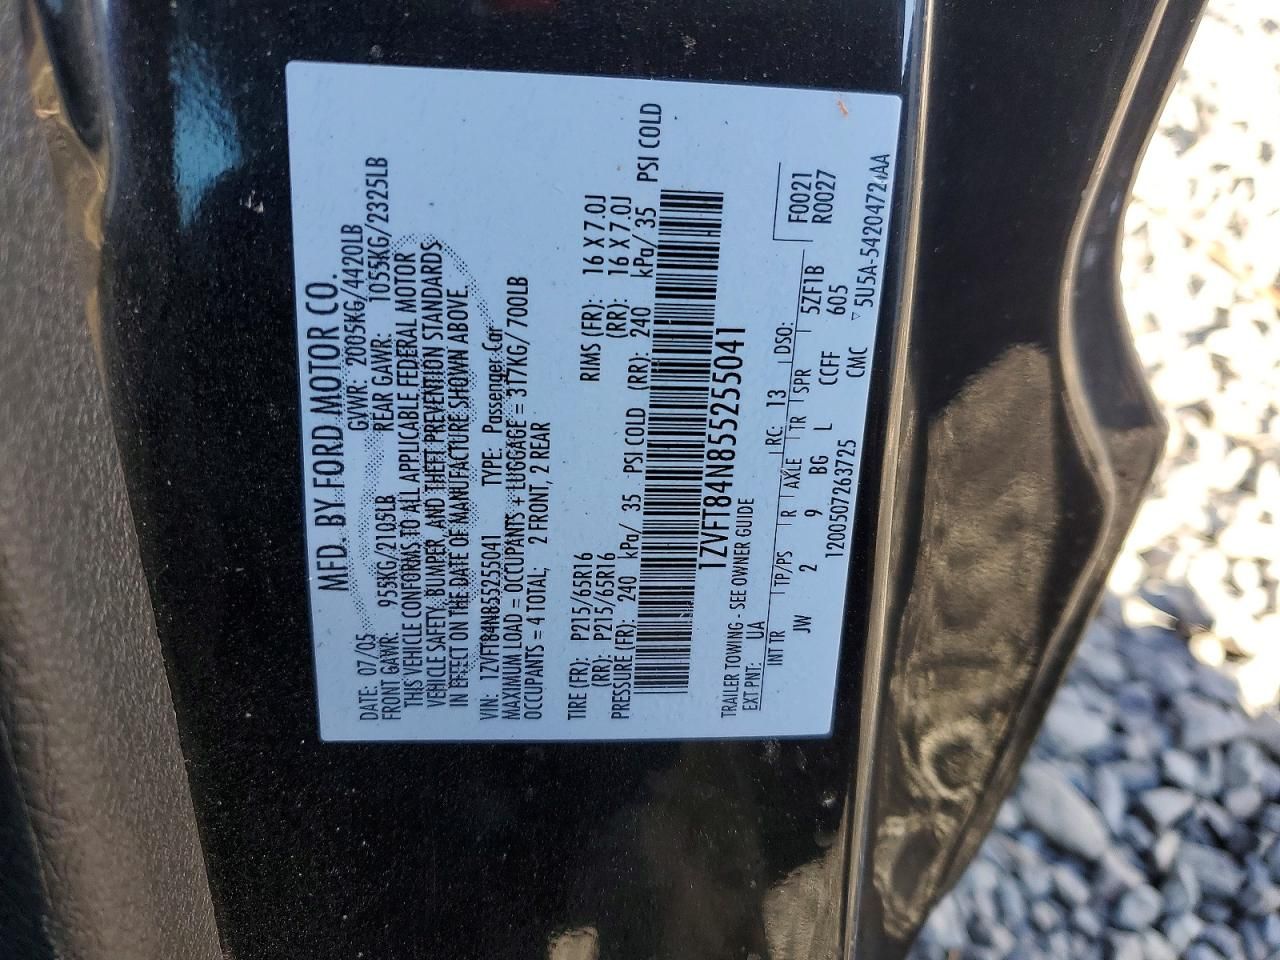 MFD. BY FORD MOTOR CO.
DATE: 07/05 GVWR: 2005KG/4420LB
FRONT GAWR: 955KG/2105LB REAR GAWR: 1055KG/2325LB
THIS VEHICLE CONFORMS TO ALL APPLICABLE FEDERAL MOTOR
VEHICLE SAFETY, BUMPER, AND THEFT PREVENTION STANDARDS
IN EFFECT ON THE DATE OF MANUFACTURE SHOWN ABOVE.
VIN: 1ZVFT84N855255041 TYPE: Passenger Car
MAXIMUM LOAD = OCCUPANTS + LUGGAGE = 317KG/700LB
OCCUPANTS = 4 TOTAL; 2 FRONT, 2 REAR
TIRE (FR): P215/65R16 RIMS (FR): 16 X 7.0J
(RR): P215/65R16 (RR): 16 X 7.0J
PRESSURE (FR): 240 kPa/ 35 PSI COLD (RR): 240 kPa/ 35 PSI COLD
1ZVFT84N855255041
TRAILER TOWING - SEE OWNER GUIDE
EXT PNT: UA RC: 13 DSO: F0021
INT TR TP/PS R AXLE TR SPR 5ZF1B R0027
JW 2 9 BG L CCFF 605
120050726372​5 CMC ▽ 5U5A-5420472-AA